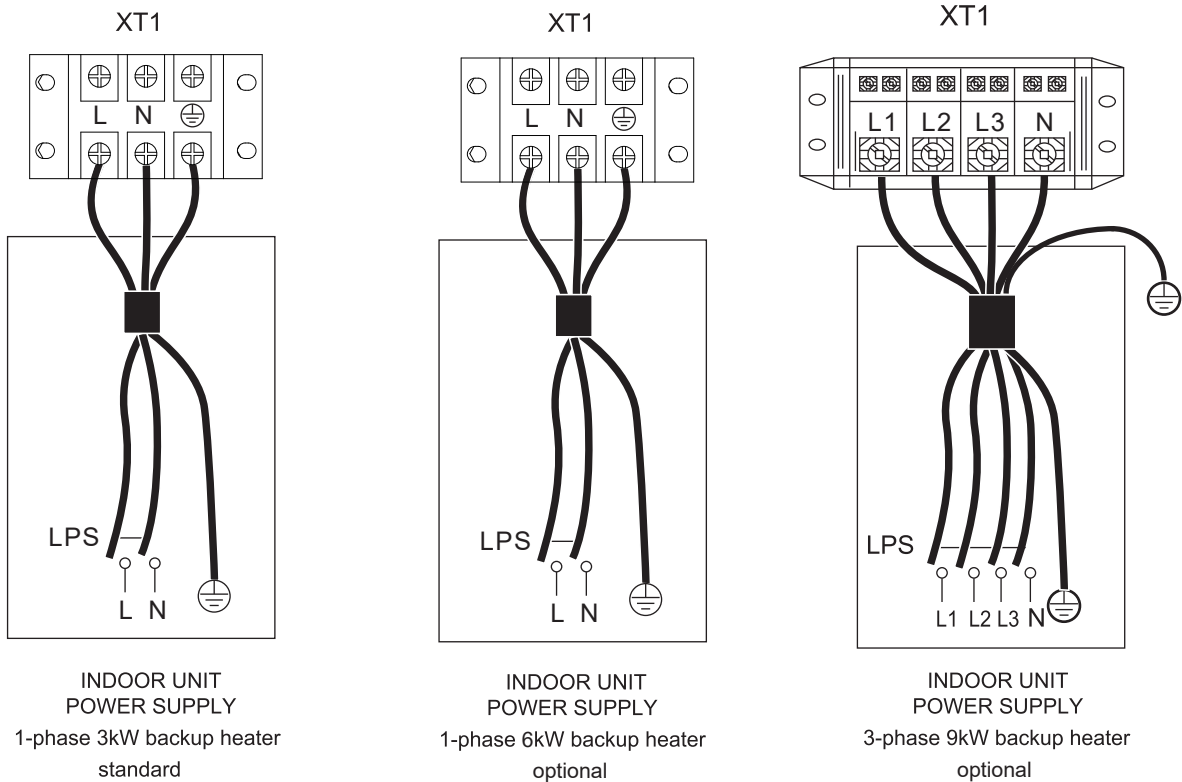 XT1
L N
LPS
L N
INDOOR UNIT
POWER SUPPLY
1-phase 3kW backup heater
standard
XT1
L N
LPS
L N
INDOOR UNIT
POWER SUPPLY
1-phase 6kW backup heater
optional
XT1
L1 L2 L3 N
LPS
L1 L2 L3 N
INDOOR UNIT
POWER SUPPLY
3-phase 9kW backup heater
optional